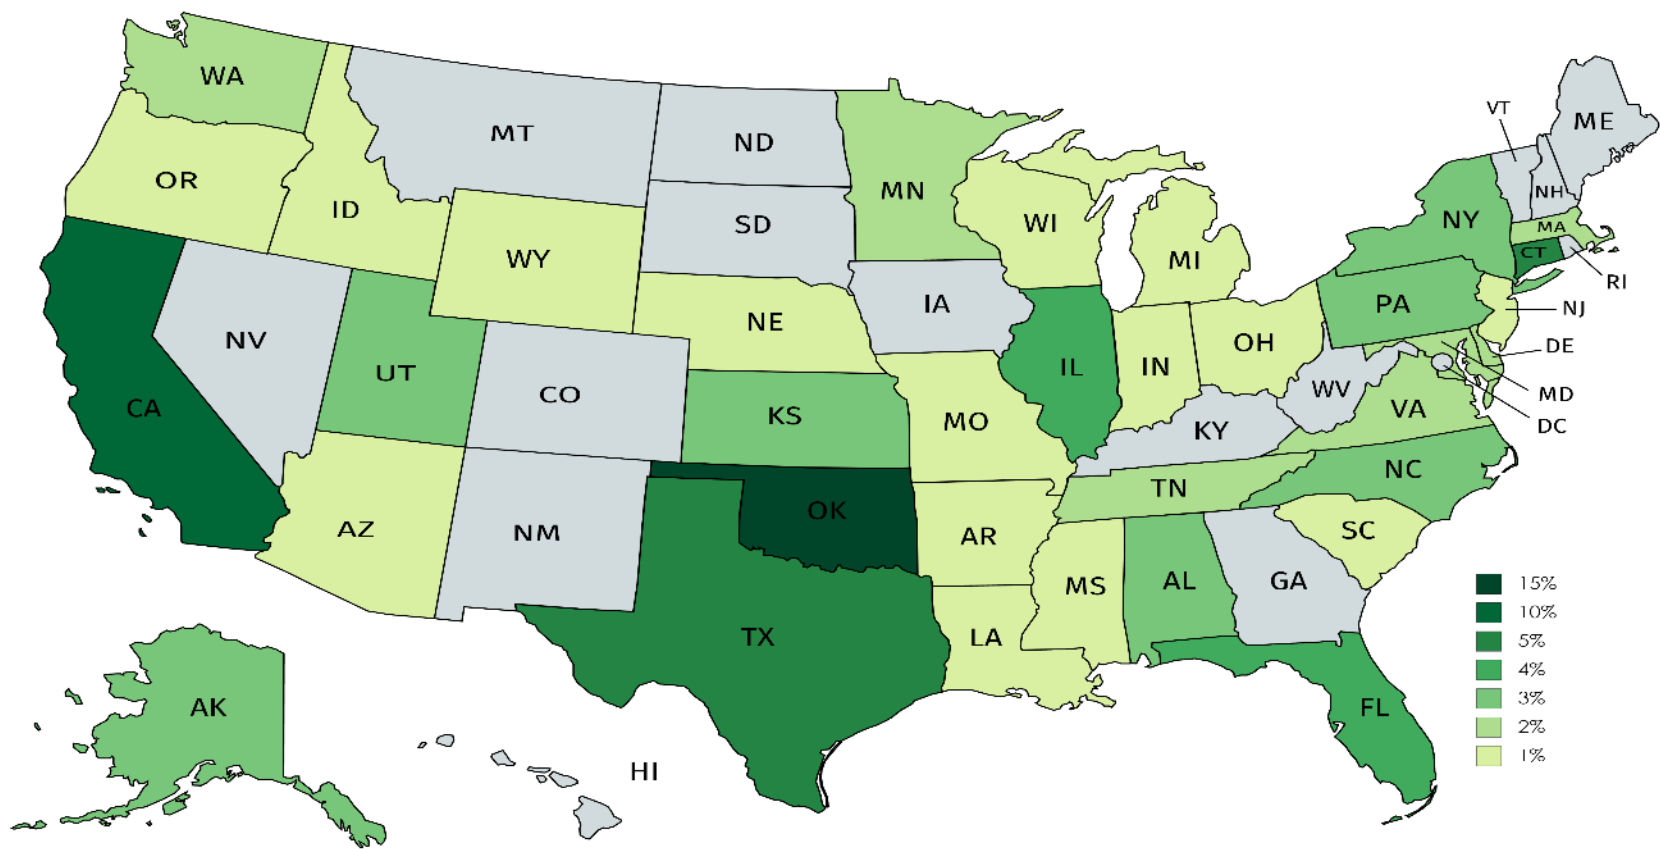 WA
MT
ND
MN
VT
ME
OR
ID
SD
WI
NY
NH
MA
WY
MI
CT
RI
NE
IA
PA
NJ
NV
UT
CO
IL
IN
OH
DE
MD
DC
CA
KS
MO
WV
VA
KY
NC
TN
AZ
NM
OK
AR
SC
MS
AL
GA
TX
LA
AK
HI
FL
15%
10%
5%
4%
3%
2%
1%